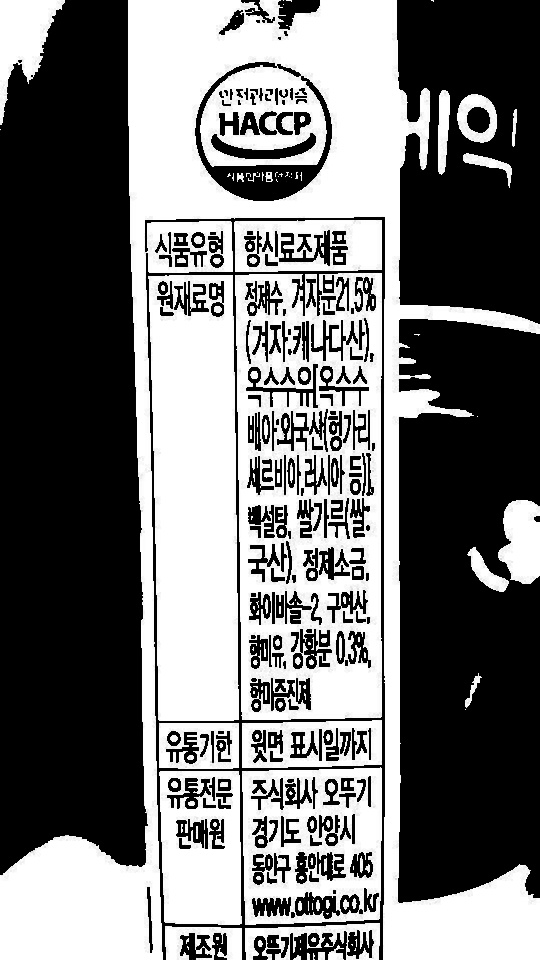 안전관리인증
HACCP
식품의약품안전처
식품유형 향신료조제품
원재료명 정제수, 겨자분21.5%
(겨자:캐나다산),
옥수수유[옥수수
배아:외국산(헝가리,
세르비아,러시아 등)],
백설탕, 쌀가루(쌀:
국산), 정제소금,
화이바솔-2, 구연산,
향미유, 강황분 0.3%,
향미증진제
유통기한 윗면 표시일까지
유통전문 주식회사 오뚜기
판매원 경기도 안양시
동안구 흥안대로 405
www.ottogi.co.kr
제조원 오뚜기제유주식회사